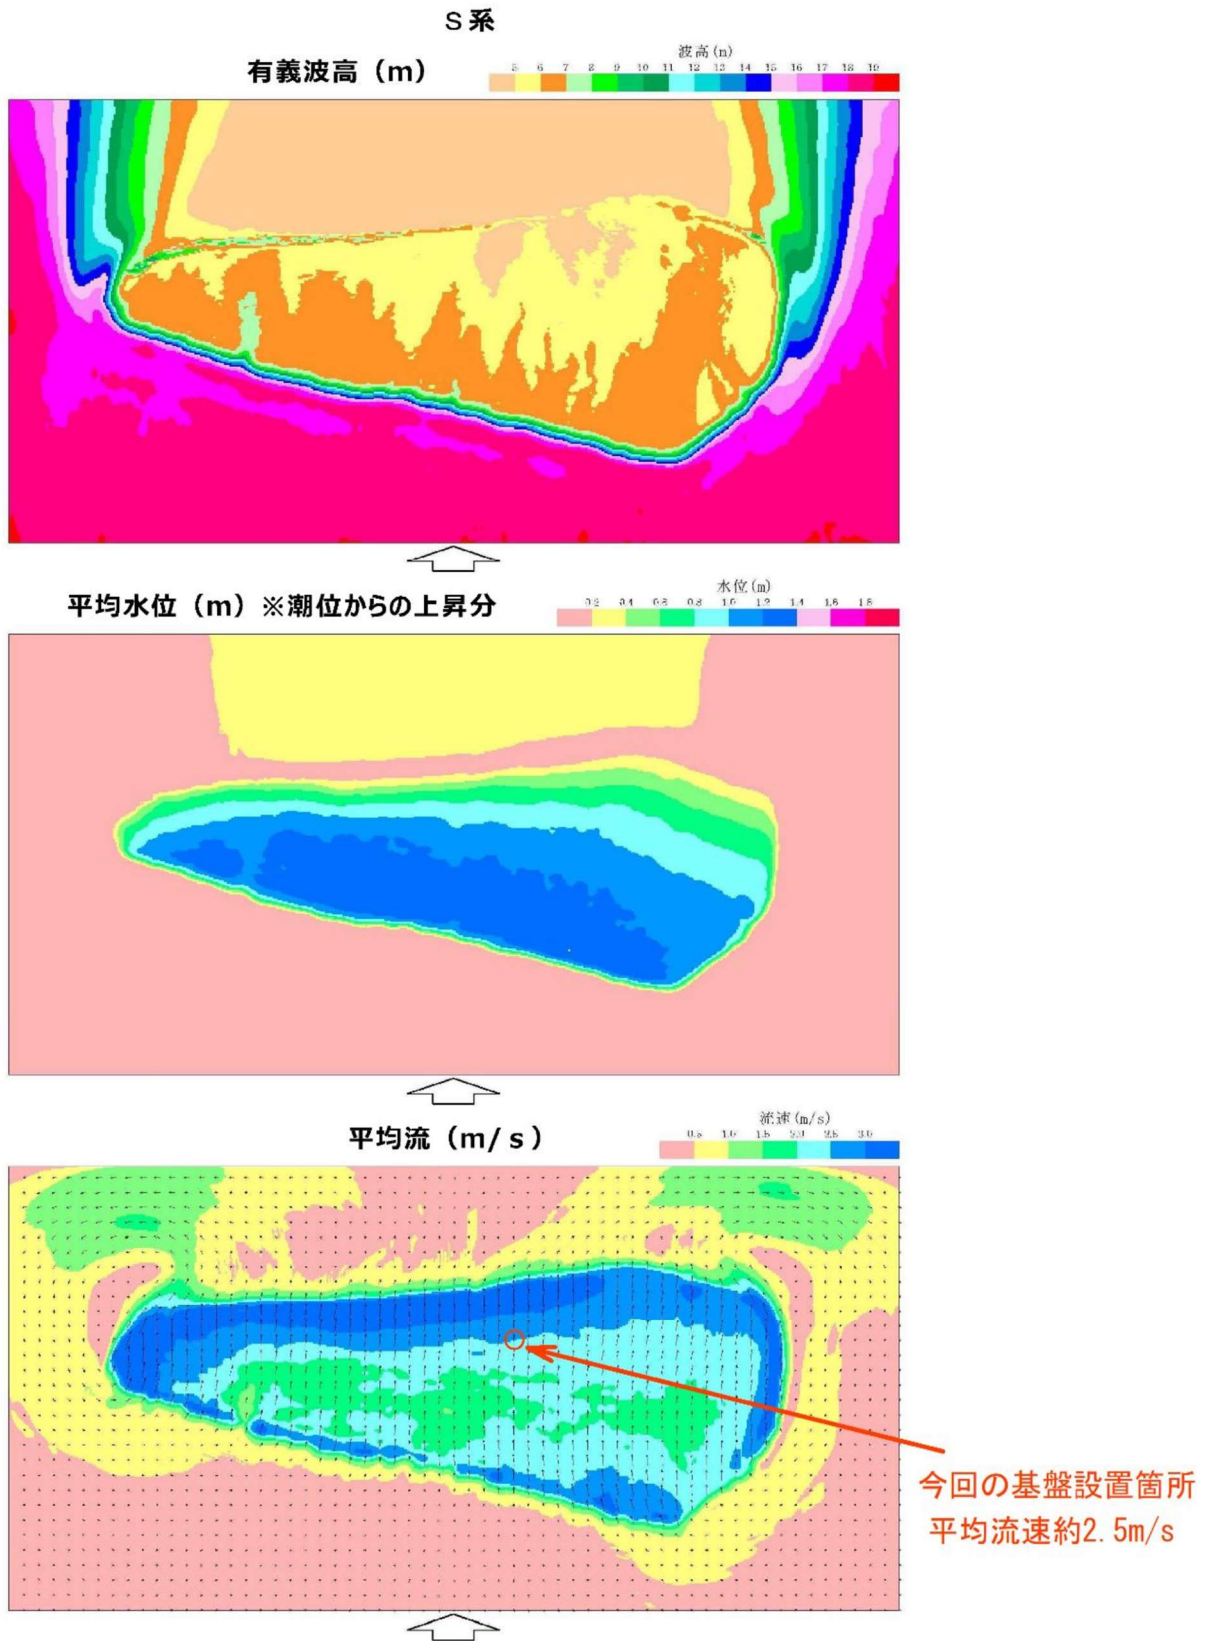 S系
有義波高（m）
波高(m)
5 6 7 8 9 10 11 12 13 14 15 16 17 18 19
平均水位（m）※潮位からの上昇分
水位(m)
0.2 0.4 0.6 0.8 1.0 1.2 1.4 1.6 1.8
平均流（m/ｓ）
流速(m/s)
0.5 1.0 1.5 2.0 2.5 3.0
今回の基盤設置箇所
平均流速約2.5m/s